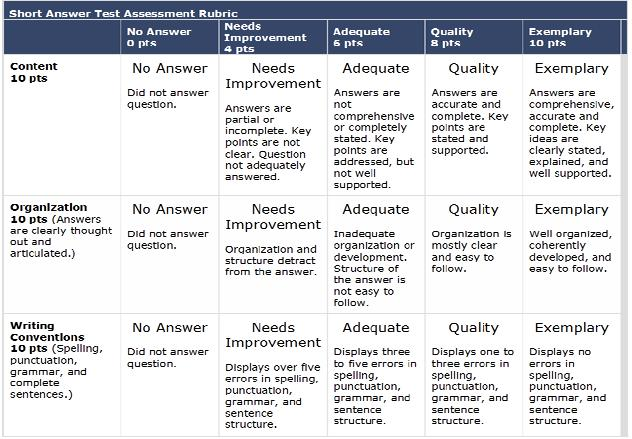 Short Answer Test Assessment Rubric
No Answer
0 pts
Needs
Improvement
4 pts
Adequate
6 pts
Quality
8 pts
Exemplary
10 pts
Content
10 pts
No Answer
Did not answer
question.
Needs
Improvement
Answers are
partial or
incomplete. Key
points are not
clear. Question
not adequately
answered.
Adequate
Answers are
not
comprehensive
or completely
stated. Key
points are
addressed, but
not well
supported.
Quality
Answers are
accurate and
complete. Key
points are
stated and
supported.
Exemplary
Answers are
comprehensive,
accurate and
complete. Key
ideas are
clearly stated,
explained, and
well supported.
Organization
10 pts (Answers
are clearly thought
out and
articulated.)
No Answer
Did not answer
question.
Needs
Improvement
Organization and
structure detract
from the answer.
Adequate
Inadequate
organization or
development.
Structure of
the answer is
not easy to
follow.
Quality
Organization is
mostly clear
and easy to
follow.
Exemplary
Well organized,
coherently
developed, and
easy to follow.
Writing
Conventions
10 pts (Spelling,
punctuation,
grammar, and
complete
sentences.)
No Answer
Did not answer
question.
Needs
Improvement
Displays over five
errors in spelling,
punctuation,
grammar, and
sentence
structure.
Adequate
Displays three
to five errors in
spelling,
punctuation,
grammar, and
sentence
structure.
Quality
Displays one to
three errors in
spelling,
punctuation,
grammar, and
sentence
structure.
Exemplary
Displays no
errors in
spelling,
punctuation,
grammar, and
sentence
structure.